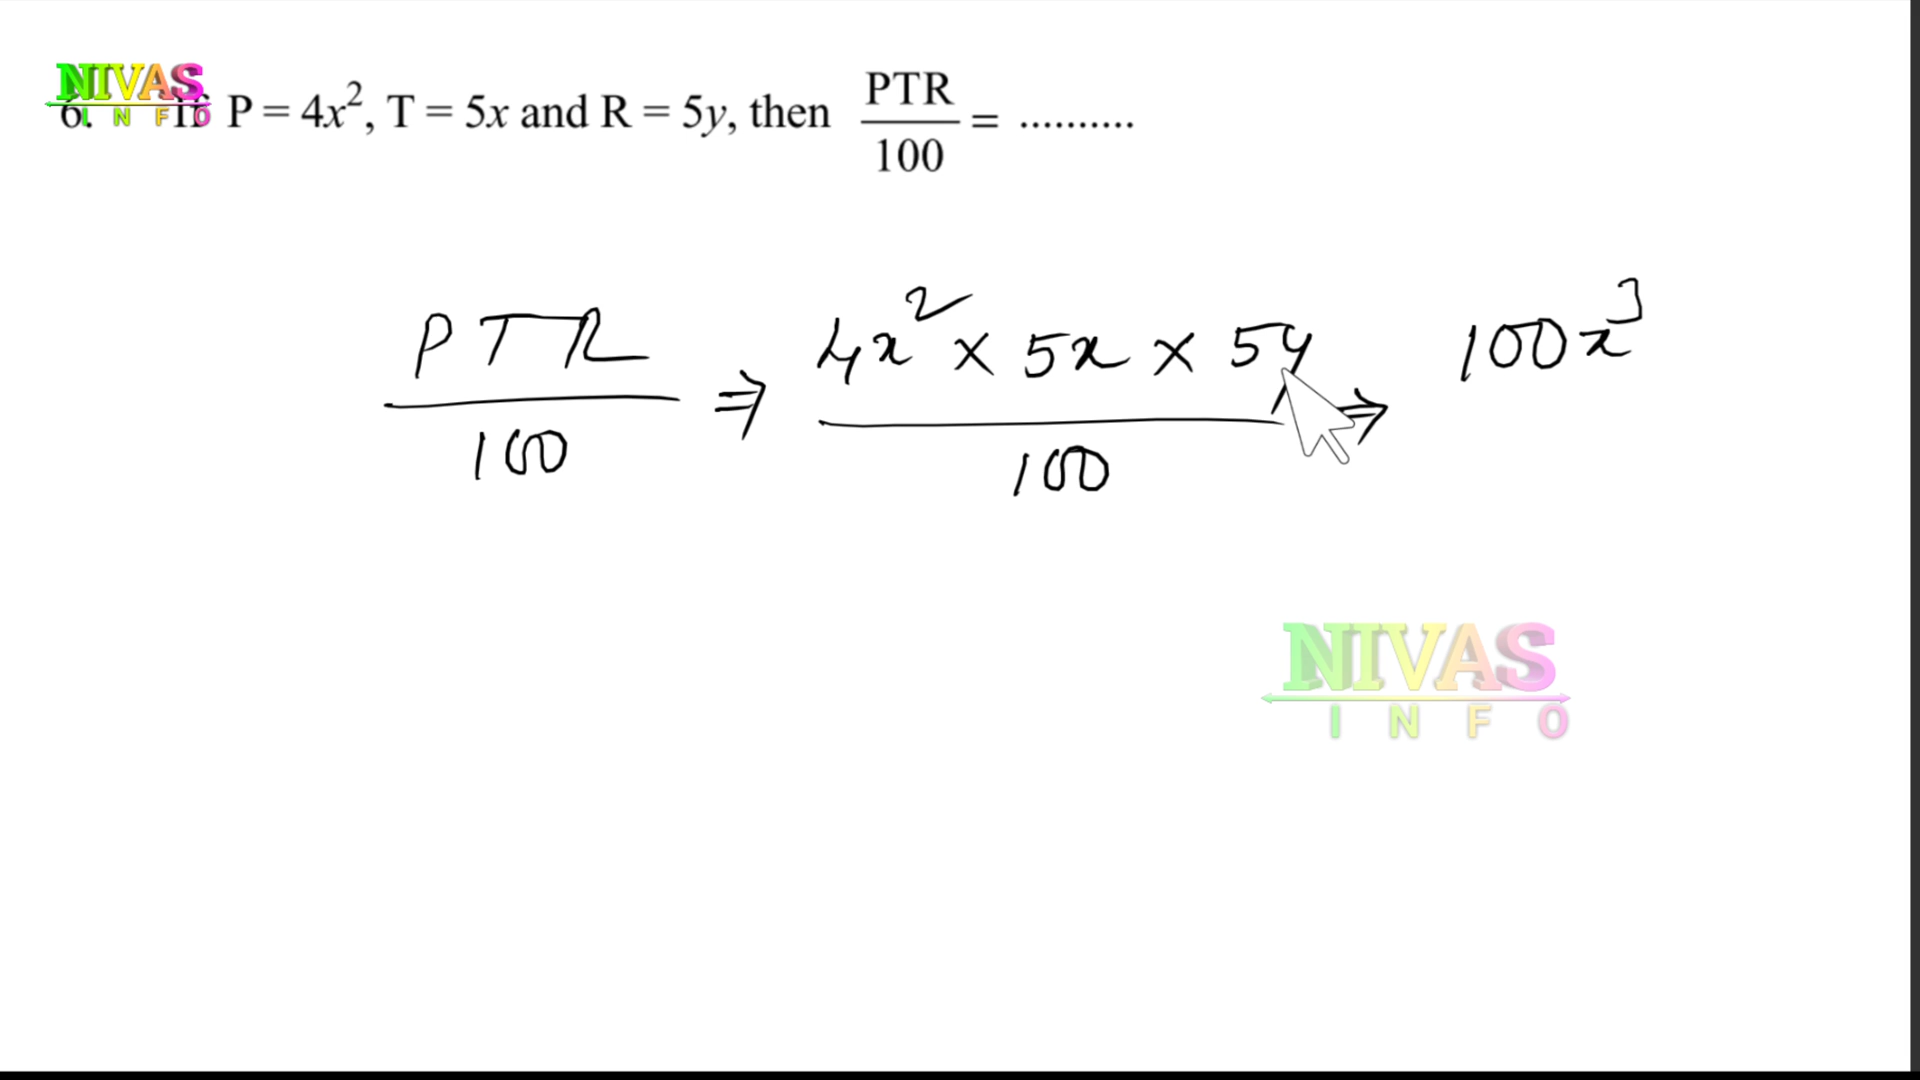 NIVAS
INFO
6. If P = 4x², T = 5x and R = 5y, then PTR/100 = ..........
PTR/100 ⇒ 4x² × 5x × 5y/100 ⇒ 100x³
NIVAS
INFO